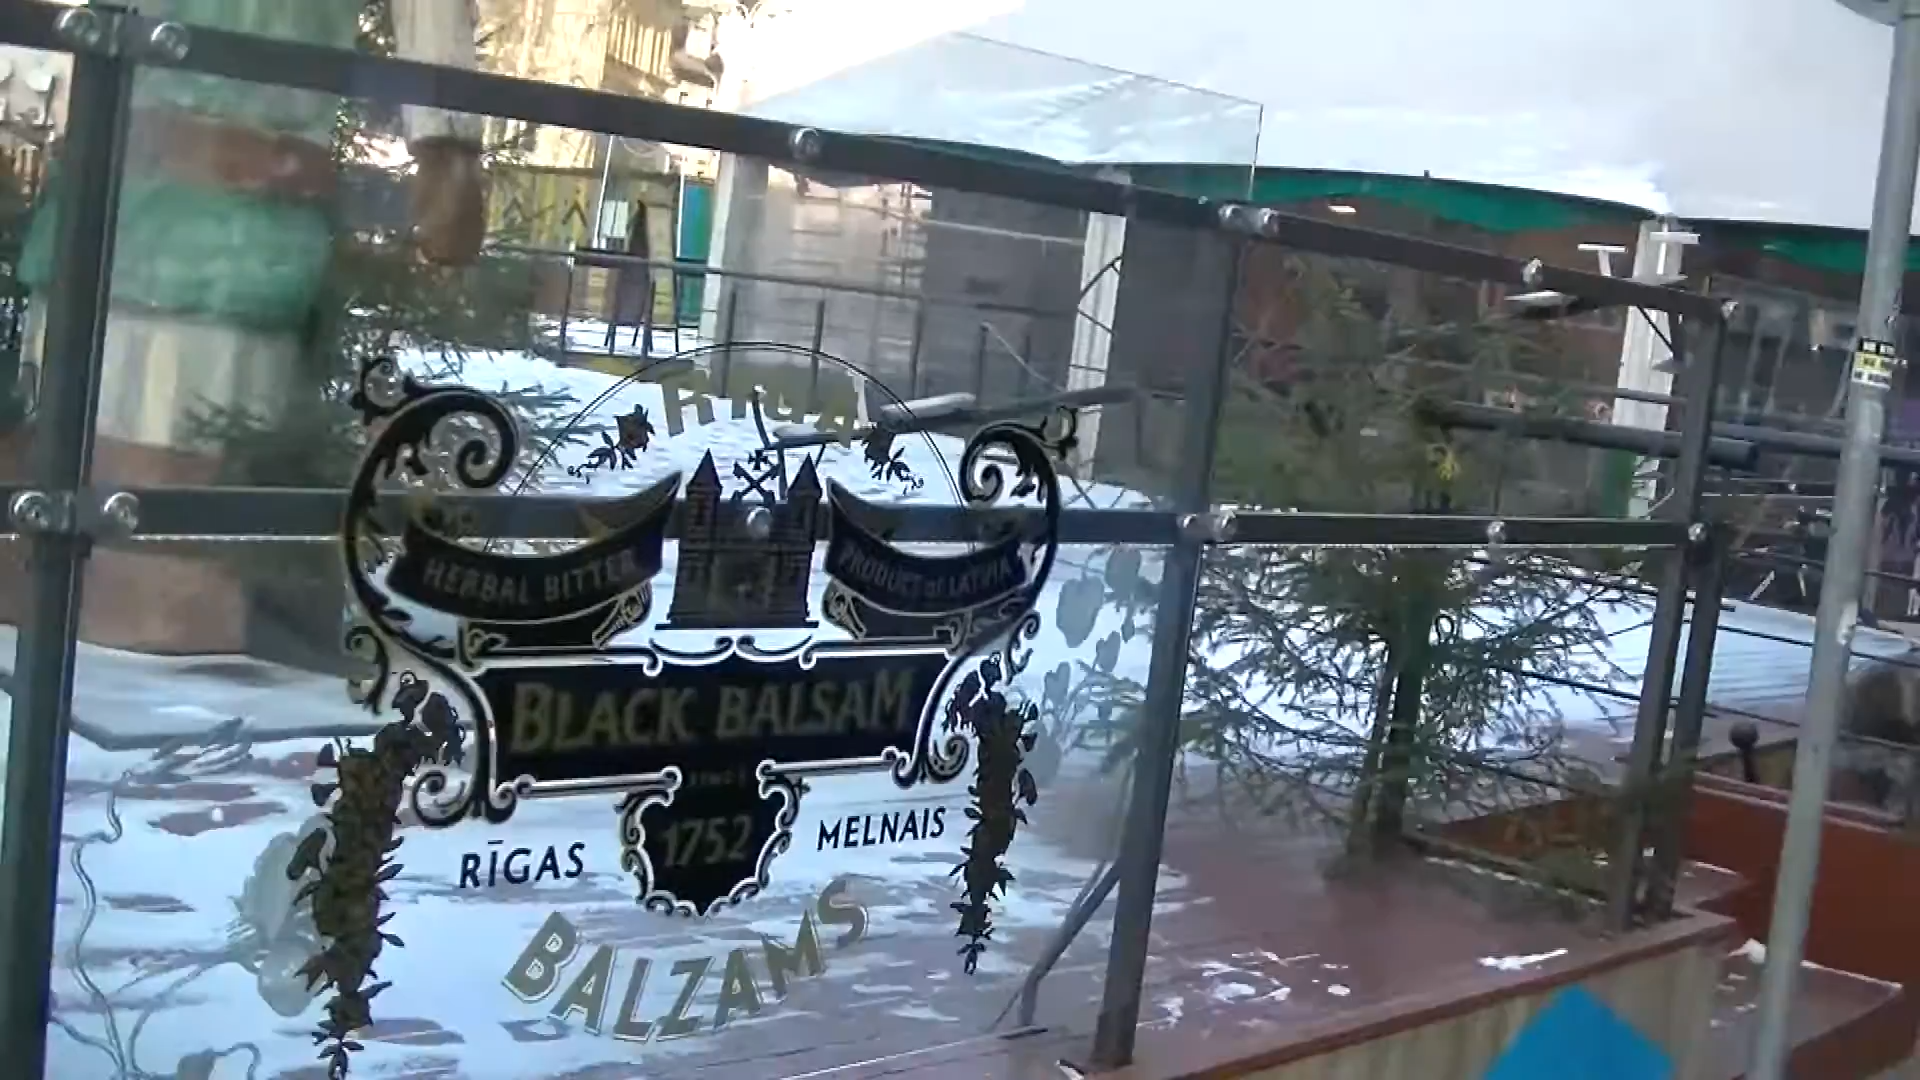 RIGA
HERBAL BITTER
PRODUCT OF LATVIA
BLACK BALSAM
SINCE
1752
RĪGAS
MELNAIS
BALZAMS